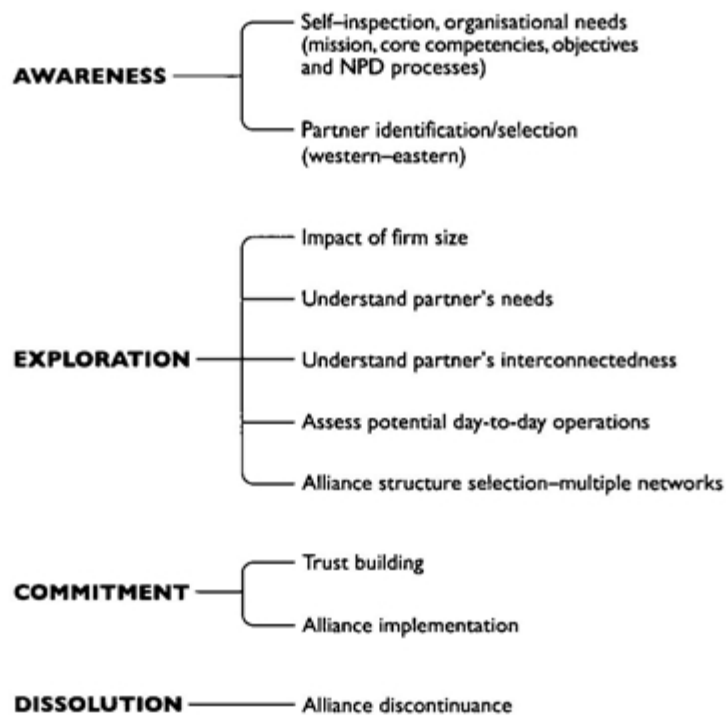 Self–inspection, organisational needs
(mission, core competencies, objectives
and NPD processes)
AWARENESS
Partner identification/selection
(western–eastern)
Impact of firm size
Understand partner's needs
EXPLORATION
Understand partner's interconnectedness
Assess potential day-to-day operations
Alliance structure selection–multiple networks
Trust building
COMMITMENT
Alliance implementation
DISSOLUTION
Alliance discontinuance